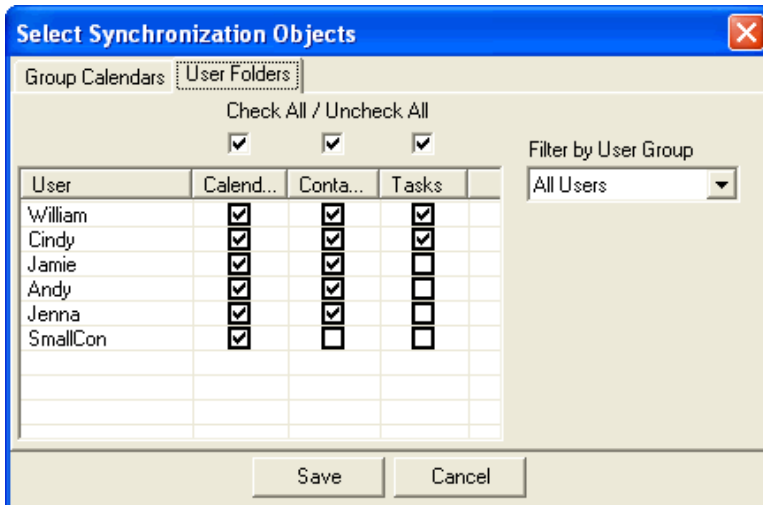 Select Synchronization Objects
Group Calendars User Folders
Check All / Uncheck All
Filter by User Group
All Users
User Calend... Conta... Tasks
William
Cindy
Jamie
Andy
Jenna
SmallCon
Save Cancel